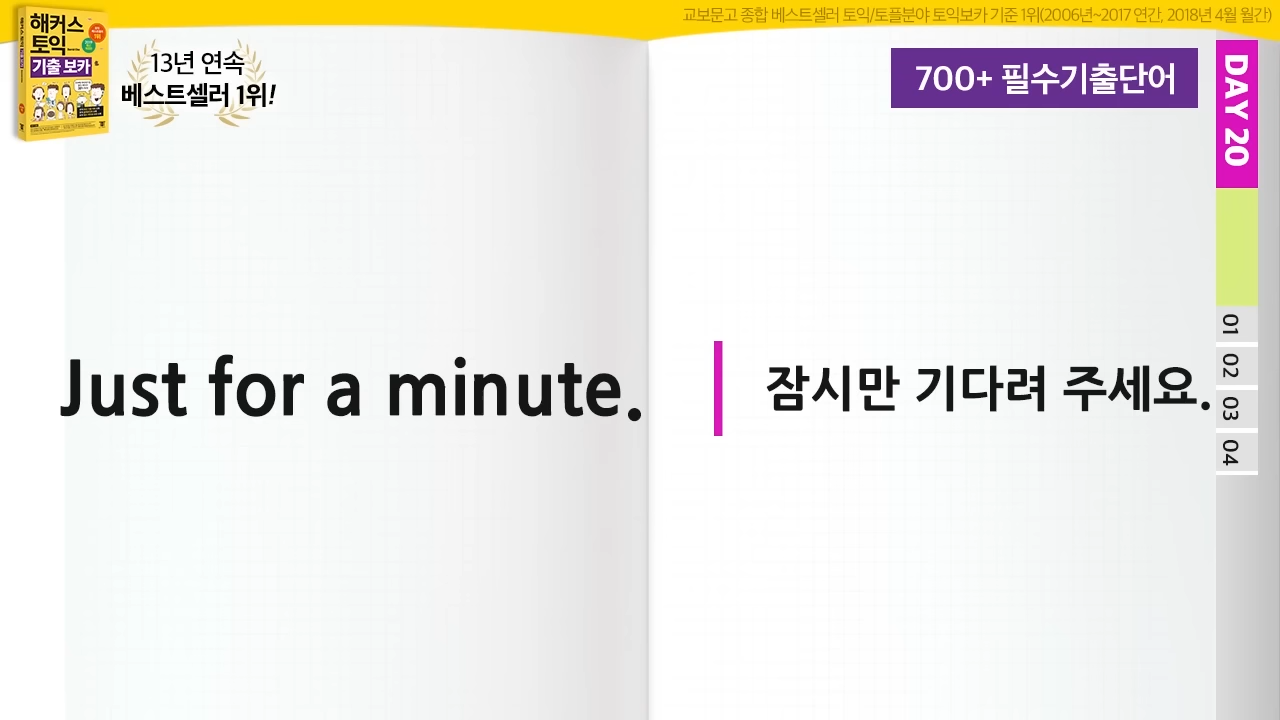 교보문고 종합 베스트셀러 토익/토플분야 토익보카 기준 1위(2006년~2017 연간, 2018년 4월 월간)
해커스
토익
기출 보카
13년 연속
베스트셀러 1위!
700+ 필수기출단어
DAY 20
Just for a minute.
잠시만 기다려 주세요.
01
02
03
04